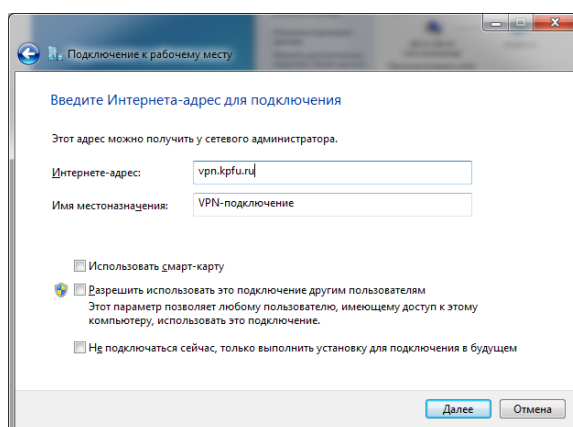 Подключение к рабочему месту
Введите Интернета-адрес для подключения
Этот адрес можно получить у сетевого администратора.
Интернете-адрес:
vpn.kpfu.ru
Имя местоназначения:
VPN-подключение
Использовать смарт-карту
Разрешить использовать это подключение другим пользователям
Этот параметр позволяет любому пользователю, имеющему доступ к этому
компьютеру, использовать это подключение.
Не подключаться сейчас, только выполнить установку для подключения в будущем
Далее
Отмена